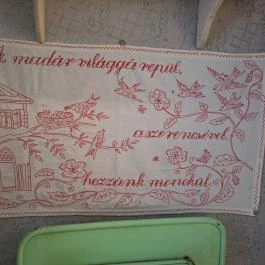 A madár világgá repül,
a szerencsével,
hozzánk menekül.